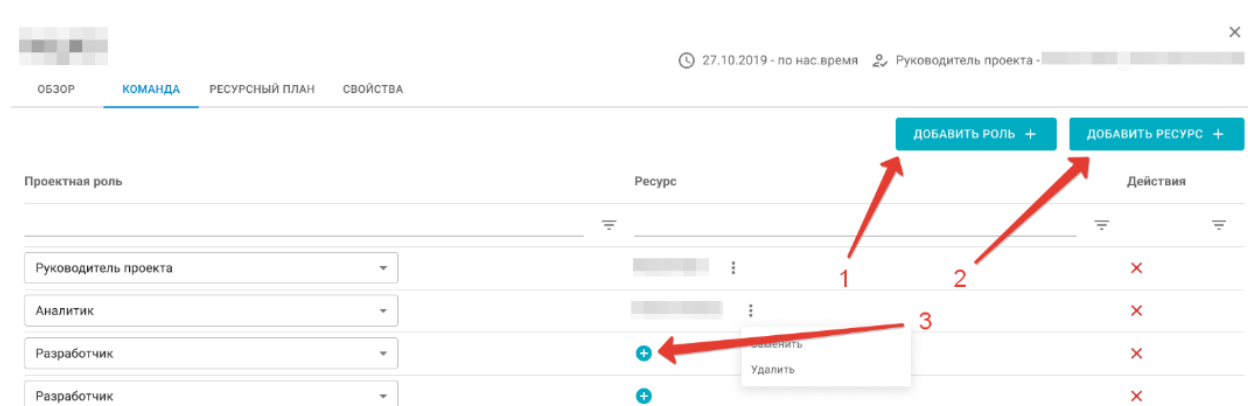 27.10.2019 - по нас.время Руководитель проекта -
ОБЗОР КОМАНДА РЕСУРСНЫЙ ПЛАН СВОЙСТВА
ДОБАВИТЬ РОЛЬ + ДОБАВИТЬ РЕСУРС +
Проектная роль Ресурс Действия
Руководитель проекта
1 2
Аналитик
3
Разработчик Заменить
Удалить
Разработчик